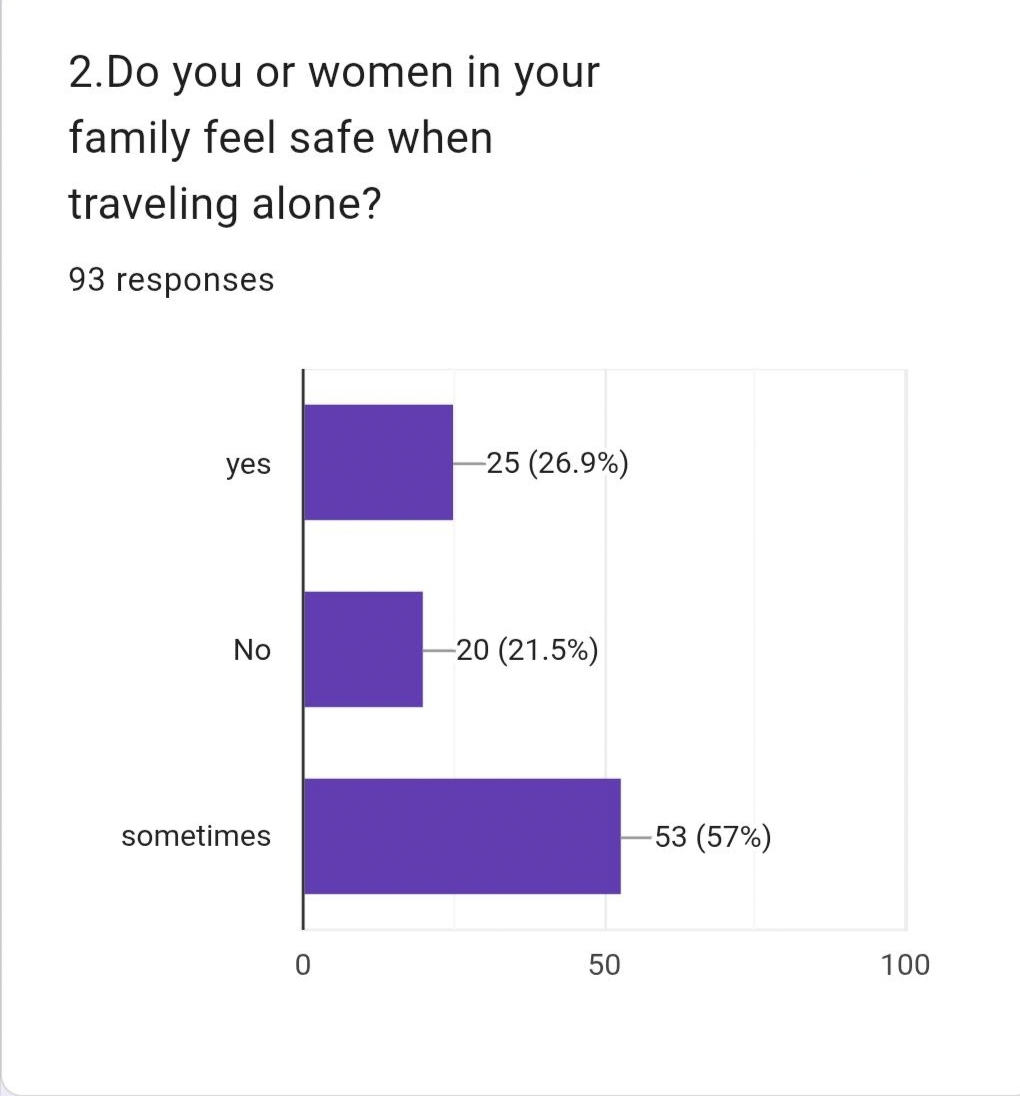 2.Do you or women in your
family feel safe when
traveling alone?
93 responses
yes
25 (26.9%)
No
20 (21.5%)
sometimes
53 (57%)
0
50
100